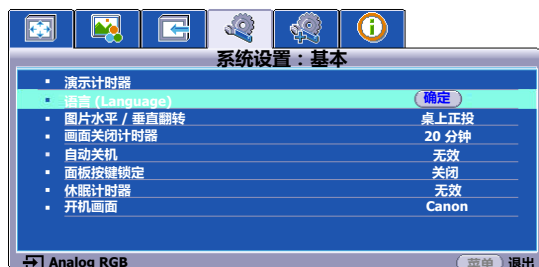 系统设置：基本
▪ 演示计时器
▪ 语言 (Language) 确定
▪ 图片水平 / 垂直翻转 桌上正投
▪ 画面关闭计时器 20 分钟
▪ 自动关机 无效
▪ 面板按键锁定 关闭
▪ 休眠计时器 无效
▪ 开机画面 Canon
Analog RGB 菜单 退出